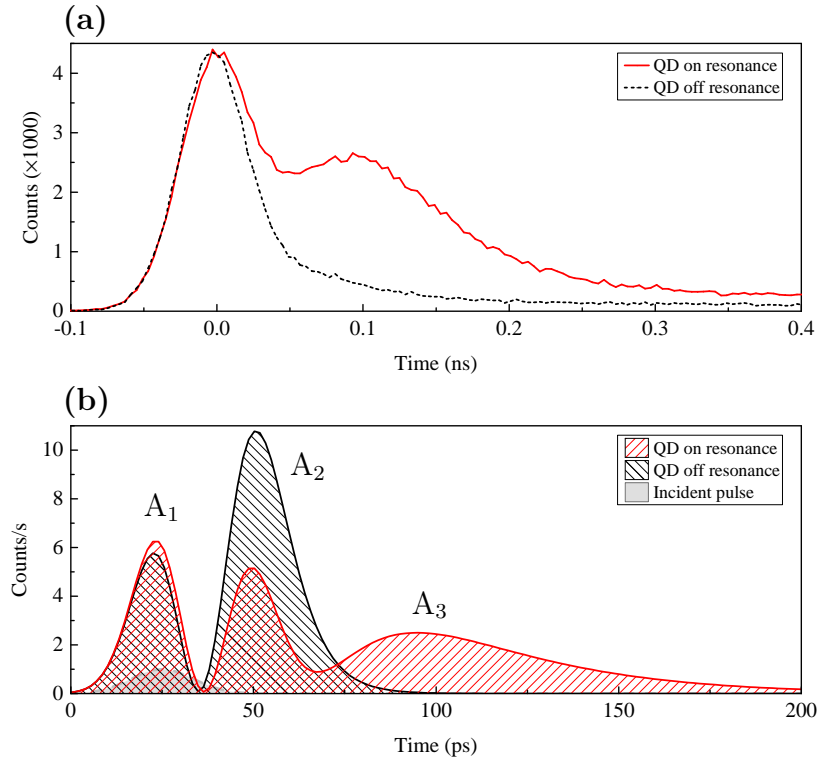 (a)
QD on resonance
QD off resonance
Counts (×1000)
4
3
2
1
0
-0.1
0.0
0.1
0.2
0.3
0.4
Time (ns)
(b)
QD on resonance
QD off resonance
Incident pulse
A1
A2
A3
Counts/s
10
8
6
4
2
0
0
50
100
150
200
Time (ps)